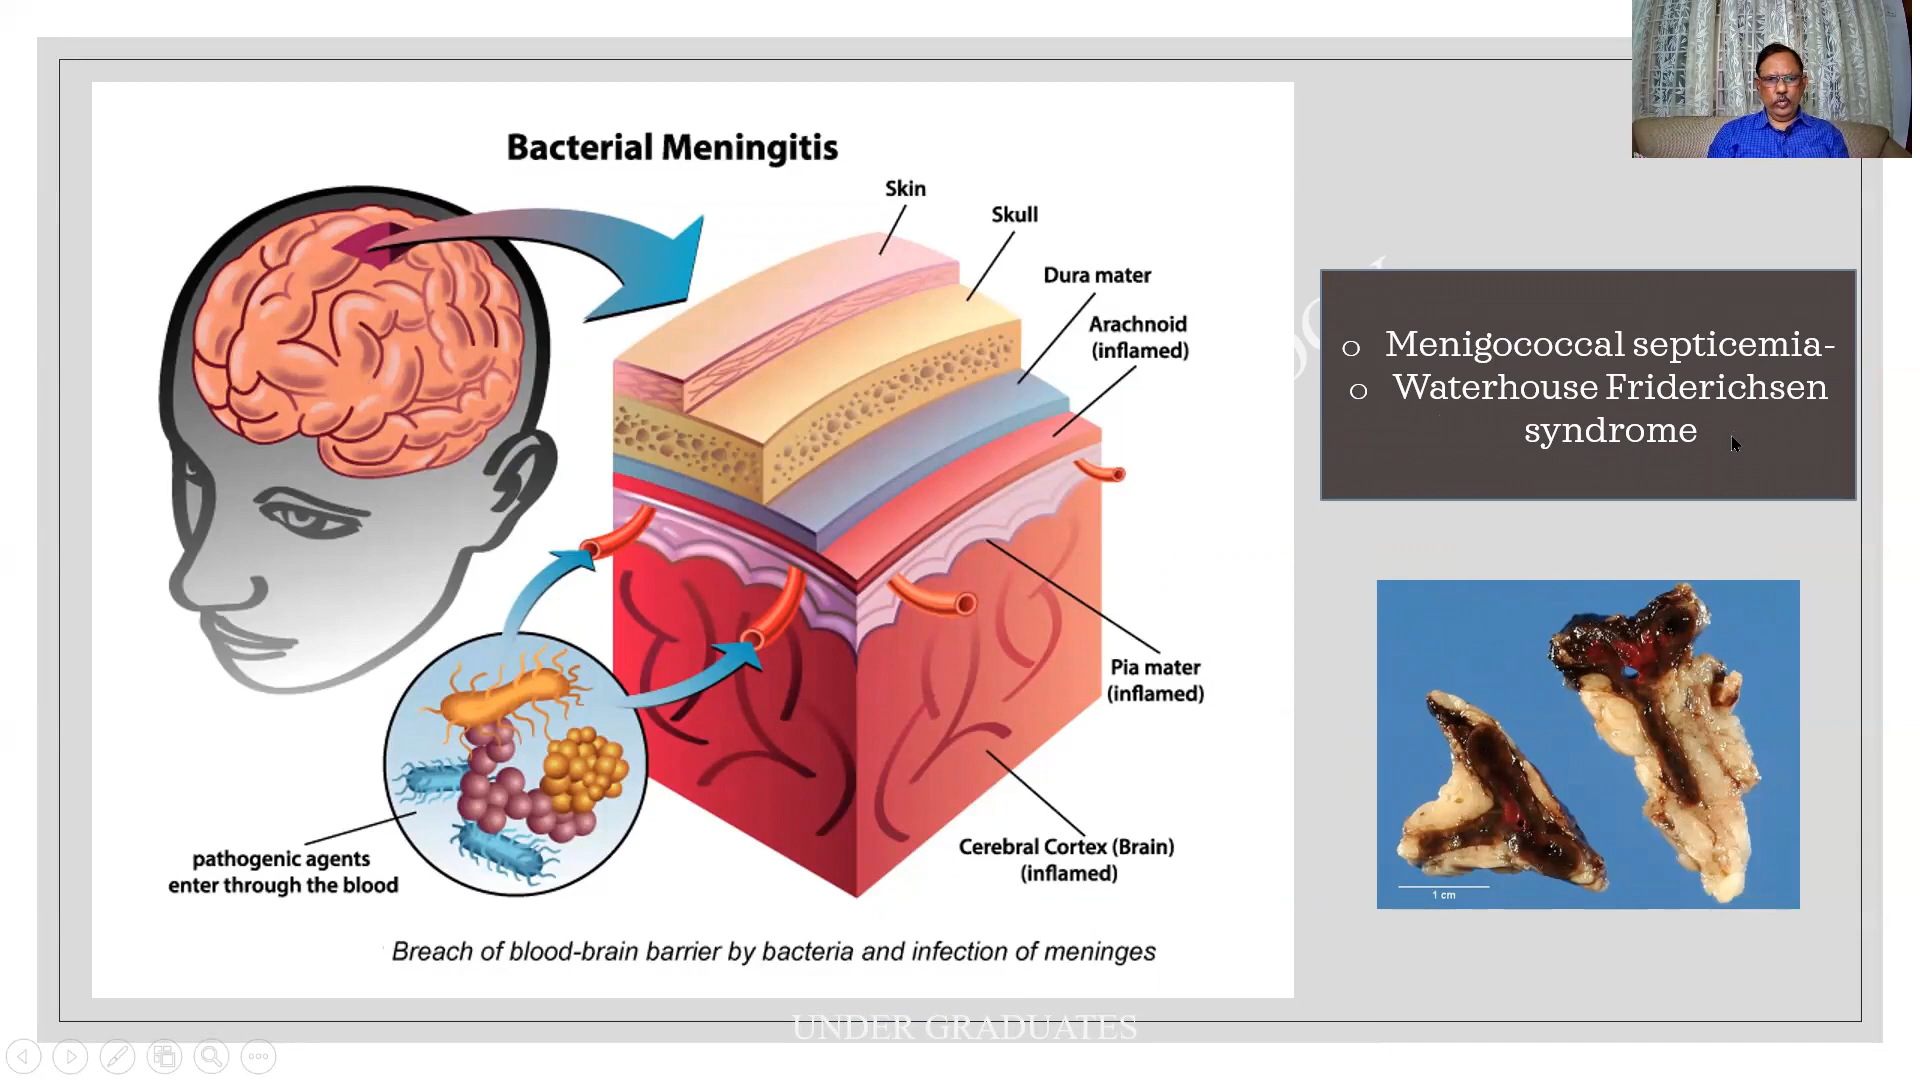 Bacterial Meningitis
Skin
Skull
Dura mater
Arachnoid
(inflamed)
Menigococcal septicemia-
Waterhouse Friderichsen
syndrome
Pia mater
(inflamed)
Cerebral Cortex (Brain)
(inflamed)
pathogenic agents
enter through the blood
1 cm
Breach of blood-brain barrier by bacteria and infection of meninges
UNDER GRADUATES